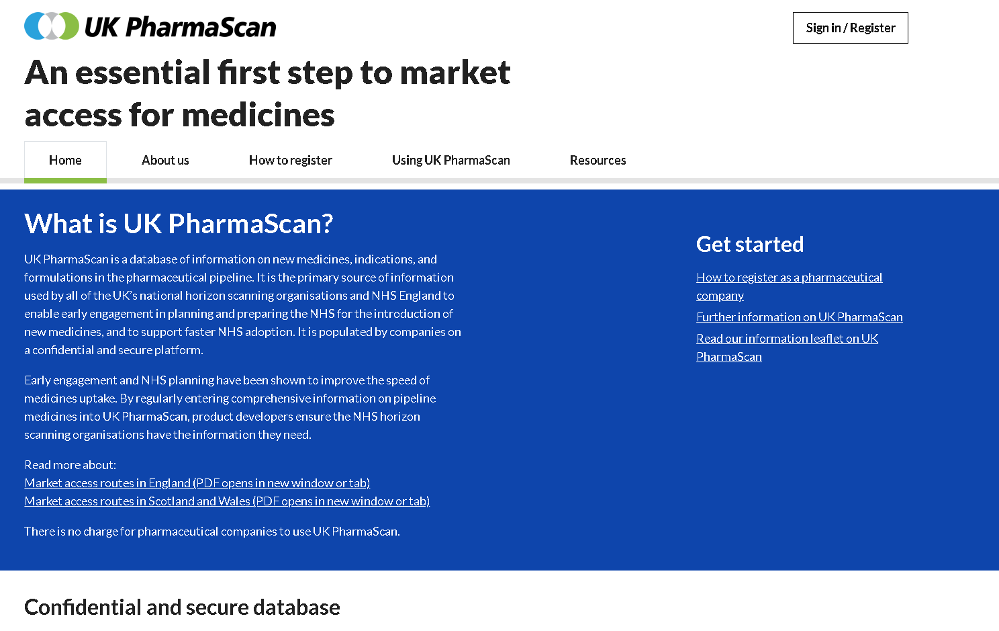 UK PharmaScan
Sign in / Register
An essential first step to market
access for medicines
Home
About us
How to register
Using UK PharmaScan
Resources
What is UK PharmaScan?
UK PharmaScan is a database of information on new medicines, indications, and
formulations in the pharmaceutical pipeline. It is the primary source of information
used by all of the UK’s national horizon scanning organisations and NHS England to
enable early engagement in planning and preparing the NHS for the introduction of
new medicines, and to support faster NHS adoption. It is populated by companies on
a confidential and secure platform.
Early engagement and NHS planning have been shown to improve the speed of
medicines uptake. By regularly entering comprehensive information on pipeline
medicines into UK PharmaScan, product developers ensure the NHS horizon
scanning organisations have the information they need.
Read more about:
Market access routes in England (PDF opens in new window or tab)
Market access routes in Scotland and Wales (PDF opens in new window or tab)
There is no charge for pharmaceutical companies to use UK PharmaScan.
Get started
How to register as a pharmaceutical
company
Further information on UK PharmaScan
Read our information leaflet on UK
PharmaScan
Confidential and secure database